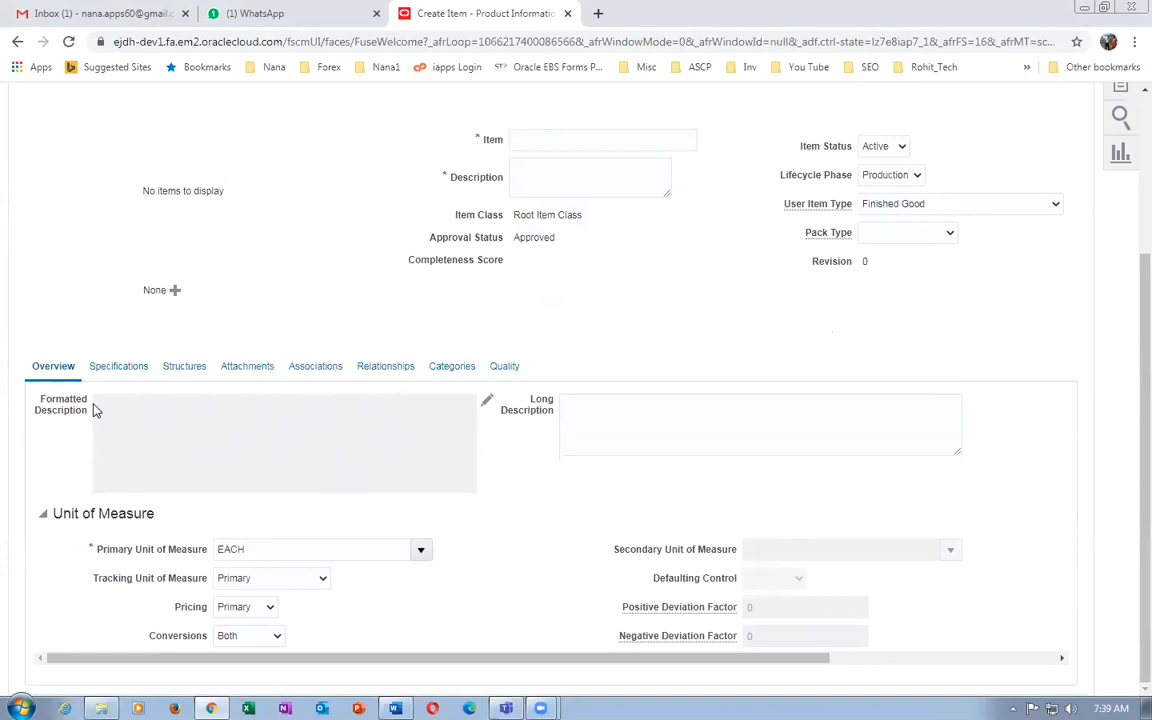 Inbox (1) - nana.apps60@gmail.c
(1) WhatsApp
Create Item - Product Informatio
ejdh-dev1.fa.em2.oraclecloud.com/fscmUI/faces/FuseWelcome?_afrLoop=1066217400086566&_afrWindowMode=0&_afrWindowId=null&_adf.ctrl-state=lz7e8iap7_1&_afrFS=16&_afrMT=sc...
Apps
Suggested Sites
Bookmarks
Nana
Forex
Nana1
iapps Login
Oracle EBS Forms P...
Misc
ASCP
Inv
You Tube
SEO
Rohit_Tech
»
Other bookmarks
* Item
Item Status Active
* Description
Lifecycle Phase Production
No items to display
User Item Type Finished Good
Item Class Root Item Class
Pack Type
Approval Status Approved
Completeness Score
Revision 0
None
Overview Specifications Structures Attachments Associations Relationships Categories Quality
Formatted Description
Long Description
Unit of Measure
* Primary Unit of Measure EACH
Secondary Unit of Measure
Tracking Unit of Measure Primary
Defaulting Control
Pricing Primary
Positive Deviation Factor 0
Conversions Both
Negative Deviation Factor 0
7:39 AM